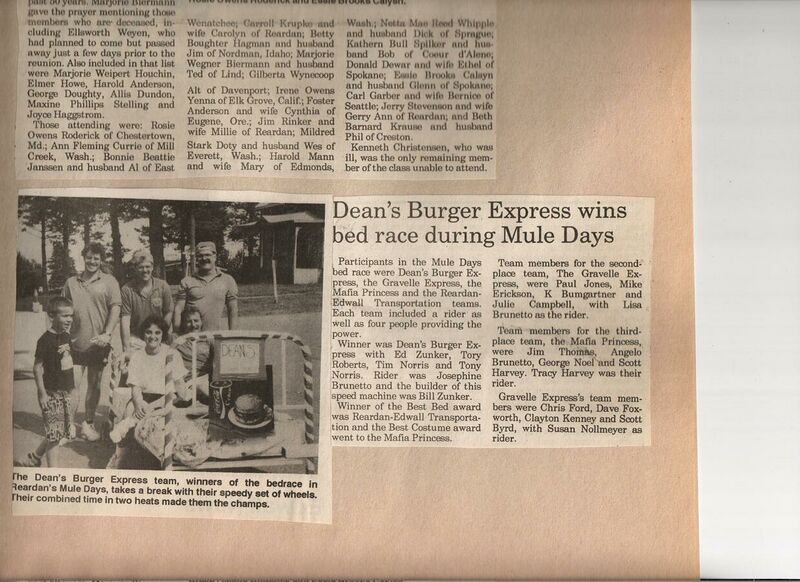 past 50 years. Marjorie Biermann
gave the prayer mentioning those
members who are deceased, in-
cluding Ellsworth Weyen, who
had planned to come but passed
away just a few days prior to the
reunion. Also included in that list
were Marjorie Weipert Houchin,
Elmer Howe, Harold Anderson,
George Doughty, Allis Dundon,
Maxine Phillips Stelling and
Joyce Haggstrom.
Those attending were: Rosie
Owens Roderick of Chestertown,
Md.; Ann Fleming Currie of Mill
Creek, Wash.; Bonnie Beattie
Janssen and husband Al of East
Rosie Owens Roderick and Essie Brooks Calsyn.
Wenatchee; Carroll Krupke and
wife Carolyn of Reardan; Betty
Boughter Hagman and husband
Jim of Nordman, Idaho; Marjorie
Wegner Biermann and husband
Ted of Lind; Gilberta Wynecoop
Alt of Davenport; Irene Owens
Yenna of Elk Grove, Calif.; Foster
Anderson and wife Cynthia of
Eugene, Ore.; Jim Rinker and
wife Millie of Reardan; Mildred
Stark Doty and husband Wes of
Everett, Wash.; Harold Mann
and wife Mary of Edmonds,
Wash.; Netta Mae Reed Whipple
and husband Dick of Sprague;
Kathern Bull Spilker and hus-
band Bob of Coeur d'Alene;
Donald Dewar and wife Ethel of
Spokane; Essie Brooks Calsyn
and husband Glenn of Spokane;
Carl Garber and wife Bernice of
Seattle; Jerry Stevenson and wife
Gerry Ann of Reardan; and Beth
Barnard Krause and husband
Phil of Creston.
Kenneth Christensen, who was
ill, was the only remaining mem-
ber of the class unable to attend.
DEAN'S
The Dean's Burger Express team, winners of the bedrace in
Reardan's Mule Days, takes a break with their speedy set of wheels.
Their combined time in two heats made them the champs.
Dean's Burger Express wins
bed race during Mule Days
Participants in the Mule Days
bed race were Dean's Burger Ex-
press, the Gravelle Express, the
Mafia Princess and the Reardan-
Edwall Transportation teams.
Each team included a rider as
well as four people providing the
power.
Winner was Dean's Burger Ex-
press with Ed Zunker, Tory
Roberts, Tim Norris and Tony
Norris. Rider was Josephine
Brunetto and the builder of this
speed machine was Bill Zunker.
Winner of the Best Bed award
was Reardan-Edwall Transporta-
tion and the Best Costume award
went to the Mafia Princess.
Team members for the second-
place team, The Gravelle Ex-
press, were Paul Jones, Mike
Erickson, K Bumgartner and
Julie Campbell, with Lisa
Brunetto as the rider.
Team members for the third-
place team, the Mafia Princess,
were Jim Thomas, Angelo
Brunetto, George Noel and Scott
Harvey. Tracy Harvey was their
rider.
Gravelle Express's team mem-
bers were Chris Ford, Dave Fox-
worth, Clayton Kenney and Scott
Byrd, with Susan Nollmeyer as
rider.